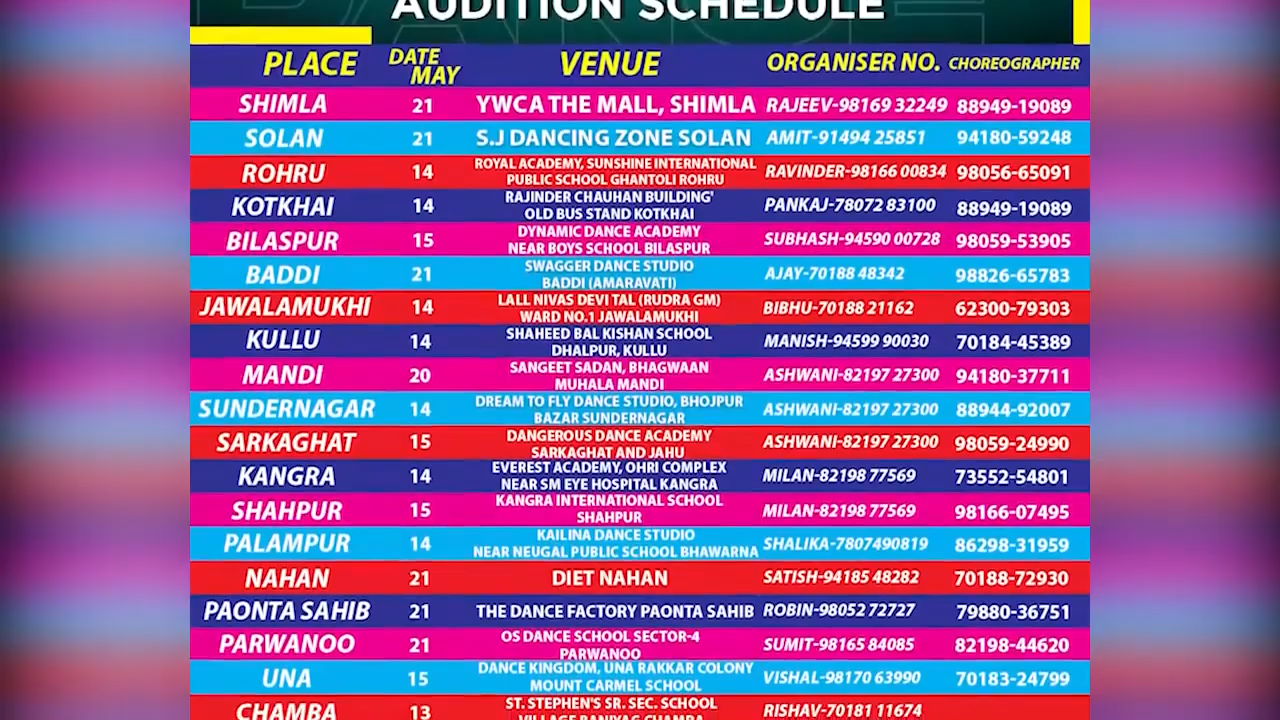 AUDITION SCHEDULE
PLACE DATE MAY VENUE ORGANISER NO. CHOREOGRAPHER
SHIMLA 21 YWCA THE MALL, SHIMLA RAJEEV-98169 32249 88949-19089
SOLAN 21 S.J DANCING ZONE SOLAN AMIT-91494 25851 94180-59248
ROHRU 14 ROYAL ACADEMY, SUNSHINE INTERNATIONAL PUBLIC SCHOOL GHANTOLI ROHRU RAVINDER-98166 00834 98056-65091
KOTKHAI 14 RAJINDER CHAUHAN BUILDING' OLD BUS STAND KOTKHAI PANKAJ-78072 83100 88949-19089
BILASPUR 15 DYNAMIC DANCE ACADEMY NEAR BOYS SCHOOL BILASPUR SUBHASH-94590 00728 98059-53905
BADDI 21 SWAGGER DANCE STUDIO BADDI (AMARAVATI) AJAY-70188 48342 98826-65783
JAWALAMUKHI 14 LALL NIVAS DEVI TAL (RUDRA GM) WARD NO.1 JAWALAMUKHI BIBHU-70188 21162 62300-79303
KULLU 14 SHAHEED BAL KISHAN SCHOOL DHALPUR, KULLU MANISH-94599 90030 70184-45389
MANDI 20 SANGEET SADAN, BHAGWAAN MUHALA MANDI ASHWANI-82197 27300 94180-37711
SUNDERNAGAR 14 DREAM TO FLY DANCE STUDIO, BHOJPUR BAZAR SUNDERNAGAR ASHWANI-82197 27300 88944-92007
SARKAGHAT 15 DANGEROUS DANCE ACADEMY SARKAGHAT AND JAHU ASHWANI-82197 27300 98059-24990
KANGRA 14 EVEREST ACADEMY, OHRI COMPLEX NEAR SM EYE HOSPITAL KANGRA MILAN-82198 77569 73552-54801
SHAHPUR 15 KANGRA INTERNATIONAL SCHOOL SHAHPUR MILAN-82198 77569 98166-07495
PALAMPUR 14 KAILINA DANCE STUDIO NEAR NEUGAL PUBLIC SCHOOL BHAWARNA SHALIKA-7807490819 86298-31959
NAHAN 21 DIET NAHAN SATISH-94185 48282 70188-72930
PAONTA SAHIB 21 THE DANCE FACTORY PAONTA SAHIB ROBIN-98052 72727 79880-36751
PARWANOO 21 OS DANCE SCHOOL SECTOR-4 PARWANOO SUMIT-98165 84085 82198-44620
UNA 15 DANCE KINGDOM, UNA RAKKAR COLONY MOUNT CARMEL SCHOOL VISHAL-98170 63990 70183-24799
CHAMBA 13 ST. STEPHEN'S SR. SEC. SCHOOL VILLAGE BANIYAG CHAMBA RISHAV-70181 11674